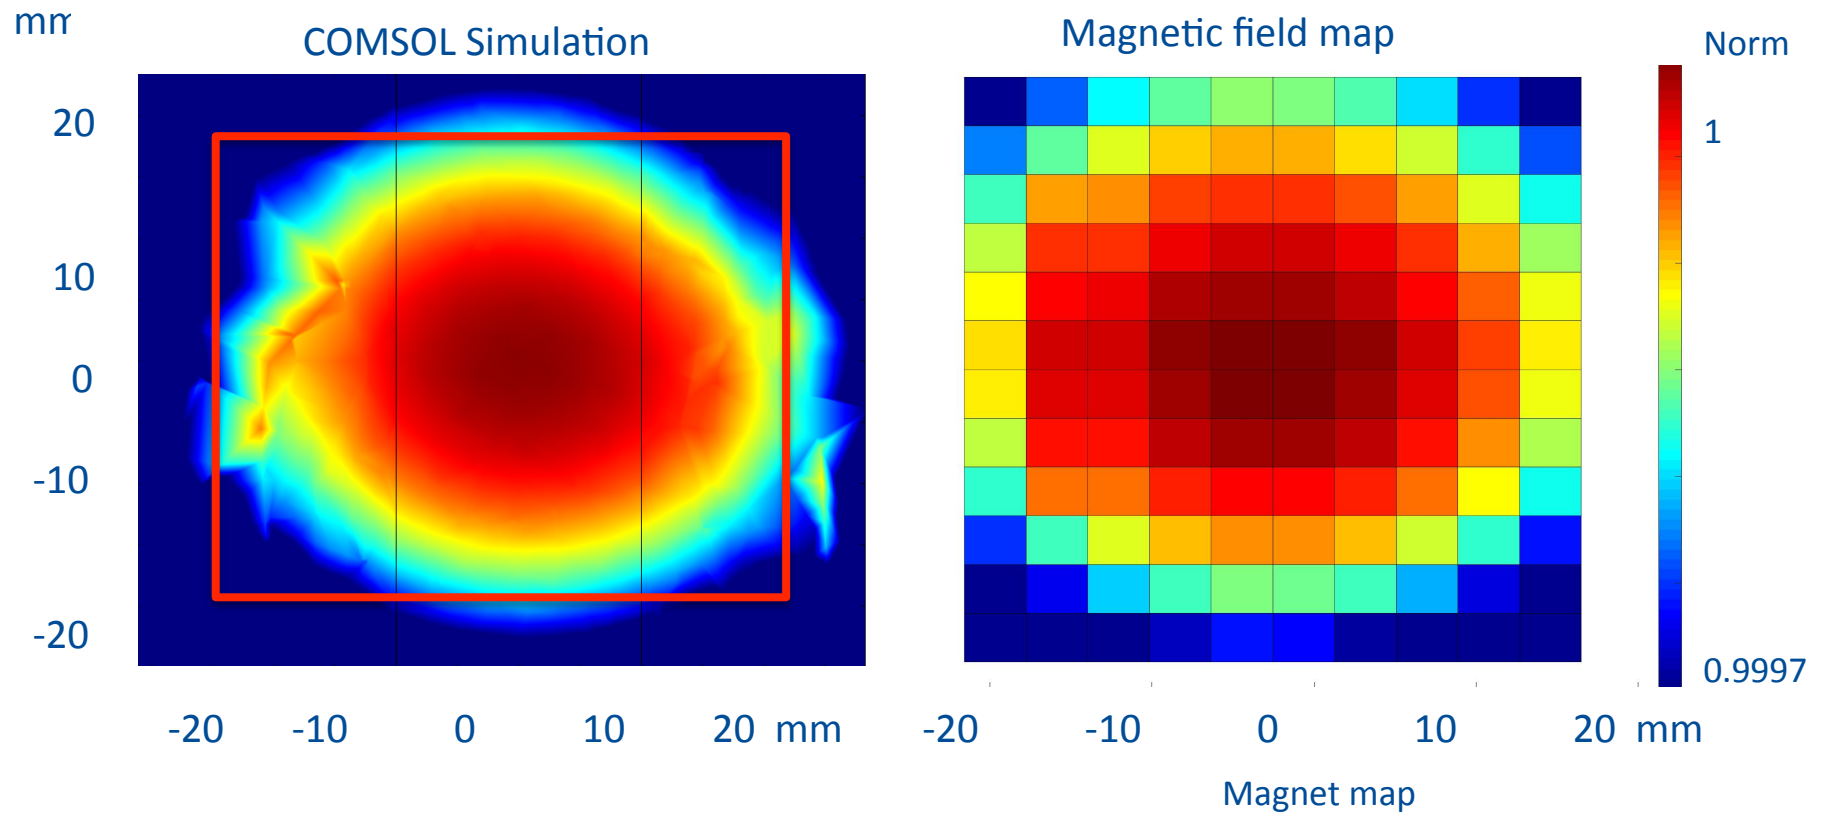 mm
COMSOL Simulation
Magnetic field map
Norm
20
10
0
-10
-20
1
0.9997
-20 -10 0 10 20 mm
-20 -10 0 10 20 mm
Magnet map